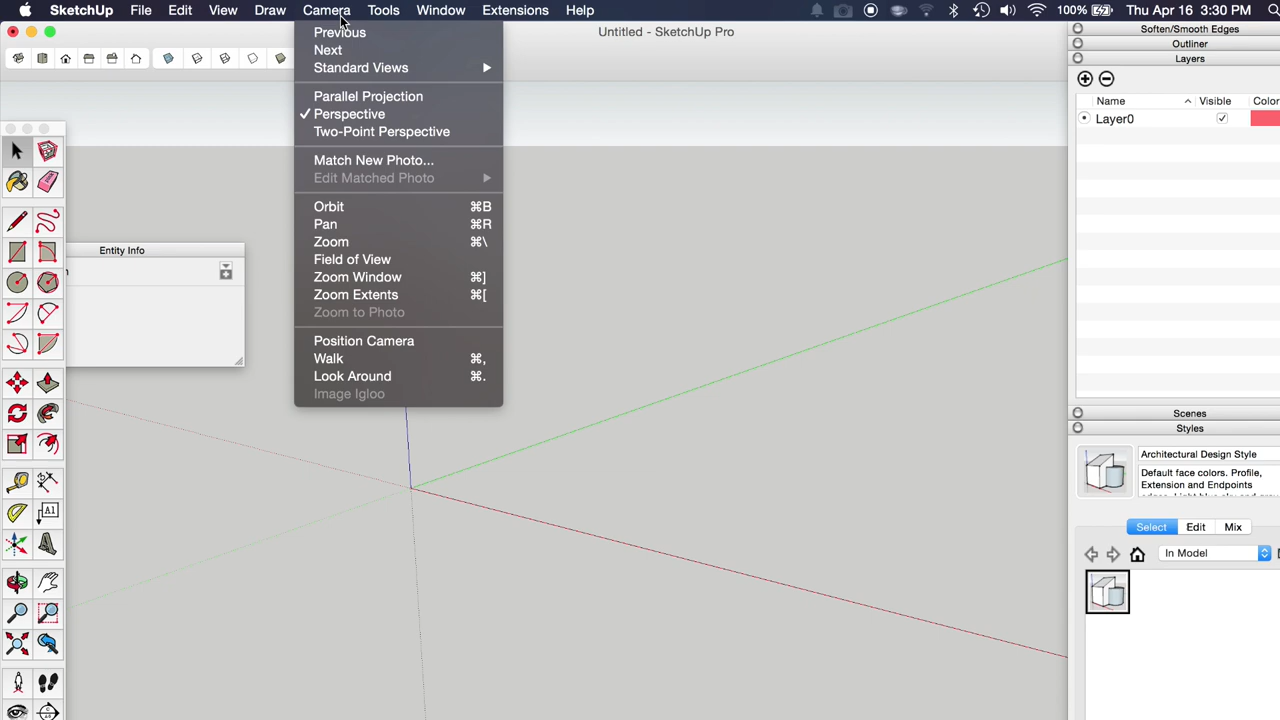 SketchUp File Edit View Draw Camera Tools Window Extensions Help 100% Thu Apr 16 3:30 PM
Untitled - SketchUp Pro
Previous
Next
Standard Views
Parallel Projection
✓ Perspective
Two-Point Perspective
Match New Photo...
Edit Matched Photo
Orbit ⌘B
Pan ⌘R
Zoom ⌘\
Field of View
Zoom Window ⌘]
Zoom Extents ⌘[
Zoom to Photo
Position Camera
Walk ⌘,
Look Around ⌘.
Image Igloo
Entity Info
A1
Soften/Smooth Edges
Outliner
Layers
Name Visible Color
Layer0
Scenes
Styles
Architectural Design Style
Default face colors. Profile,
Extension and Endpoints
Select Edit Mix
In Model